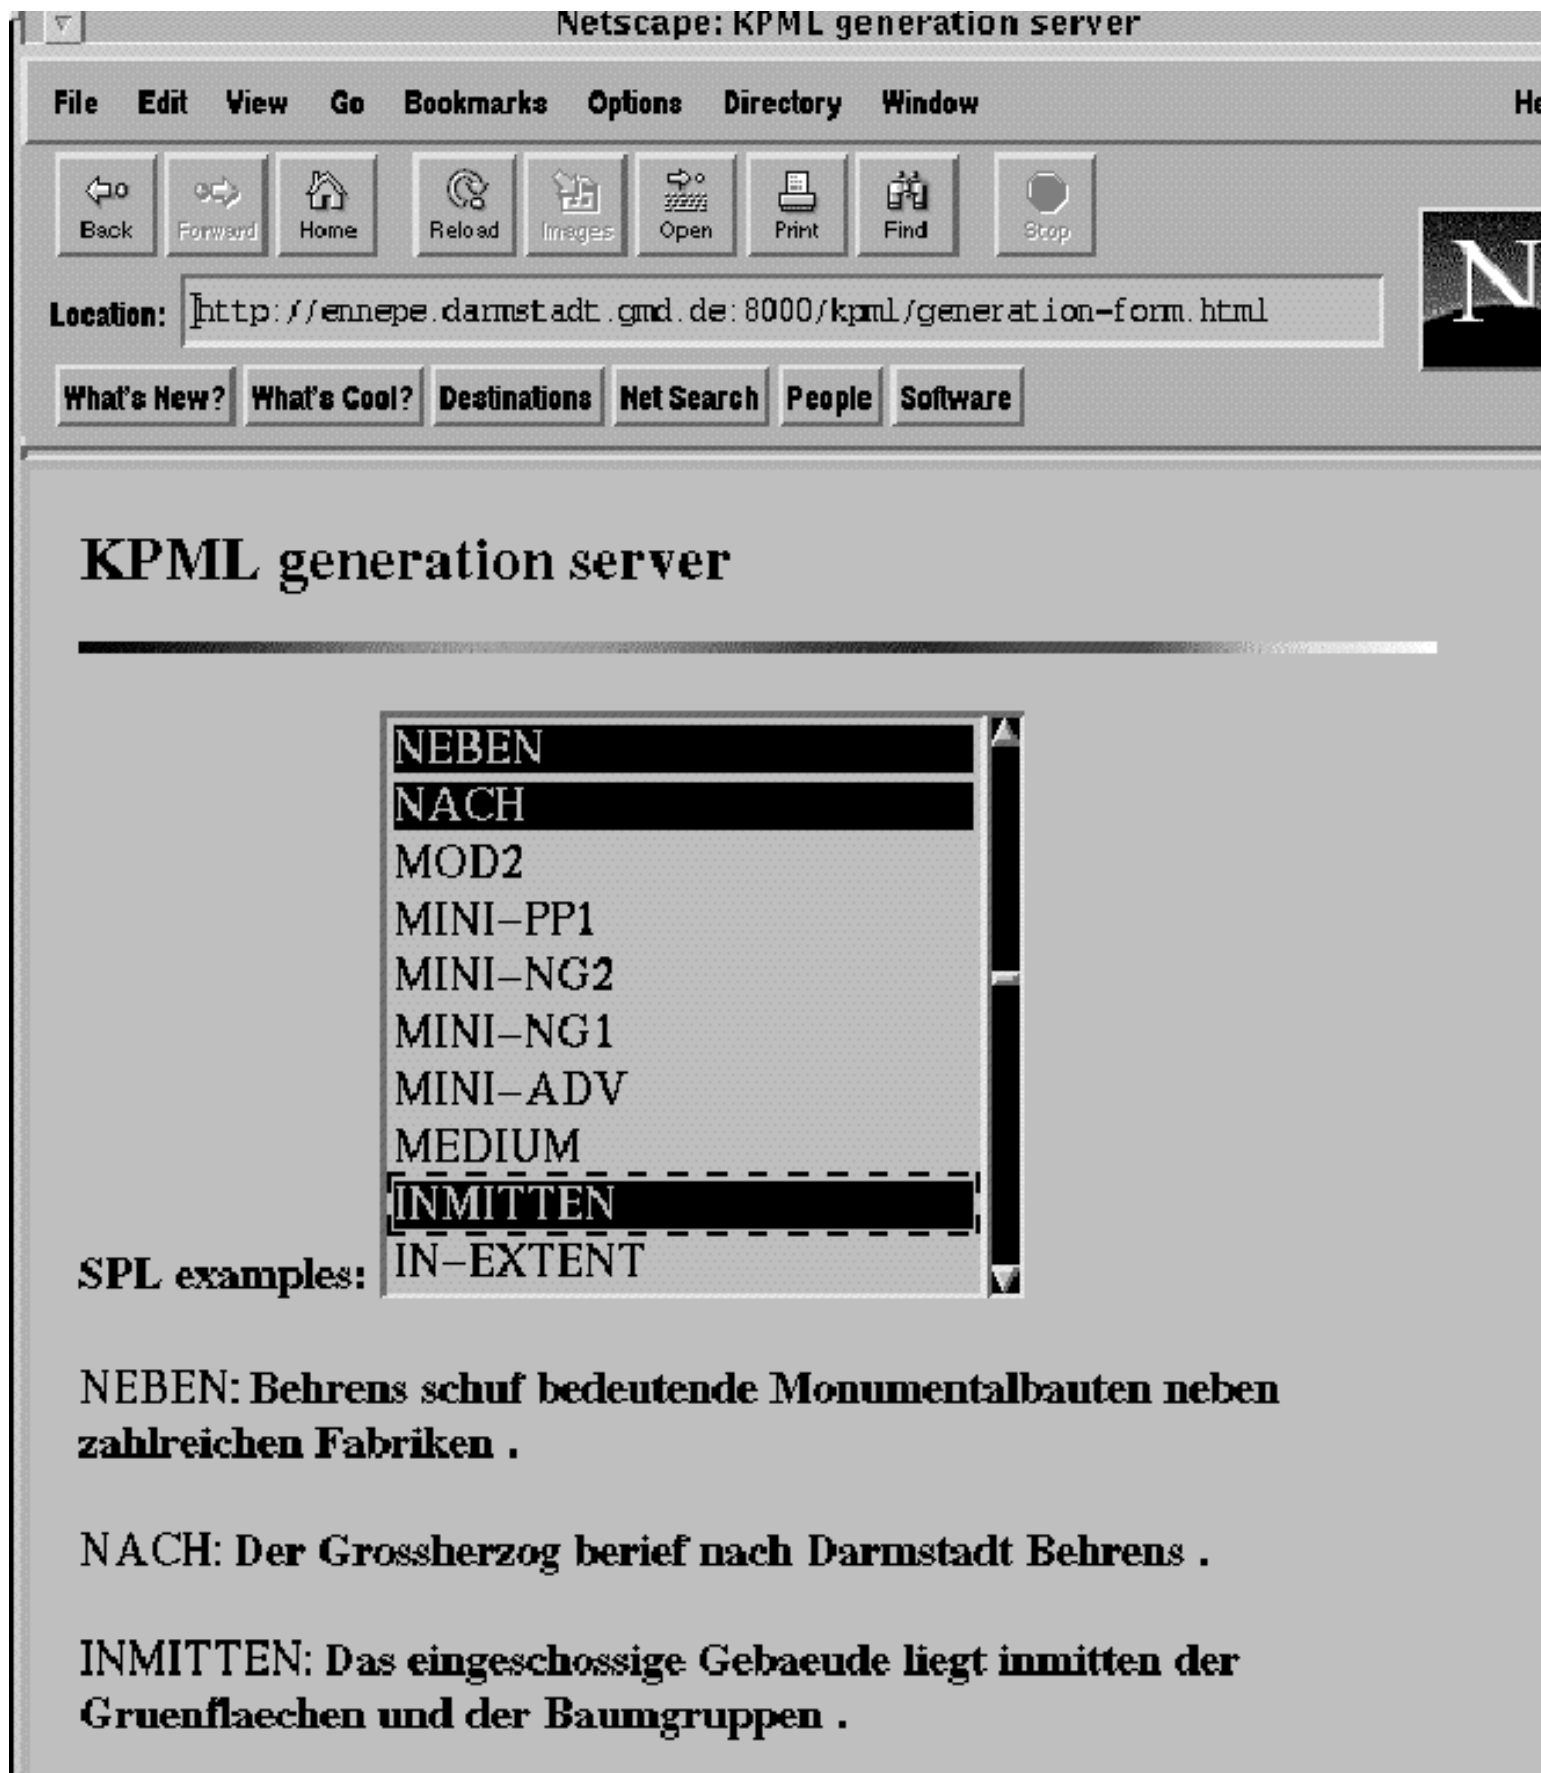 Netscape: KPML generation server
File Edit View Go Bookmarks Options Directory Window He
Back Forward Home Reload Images Open Print Find Stop
N
Location: http://ennepe.darmstadt.gmd.de:8000/kpml/generation-form.html
What's New? What's Cool? Destinations Net Search People Software
KPML generation server
NEBEN
NACH
MOD2
MINI-PP1
MINI-NG2
MINI-NG1
MINI-ADV
MEDIUM
INMITTEN
SPL examples: IN-EXTENT
NEBEN: Behrens schuf bedeutende Monumentalbauten neben
zahlreichen Fabriken .
NACH: Der Grossherzog berief nach Darmstadt Behrens .
INMITTEN: Das eingeschossige Gebaeude liegt inmitten der
Gruenflaechen und der Baumgruppen .